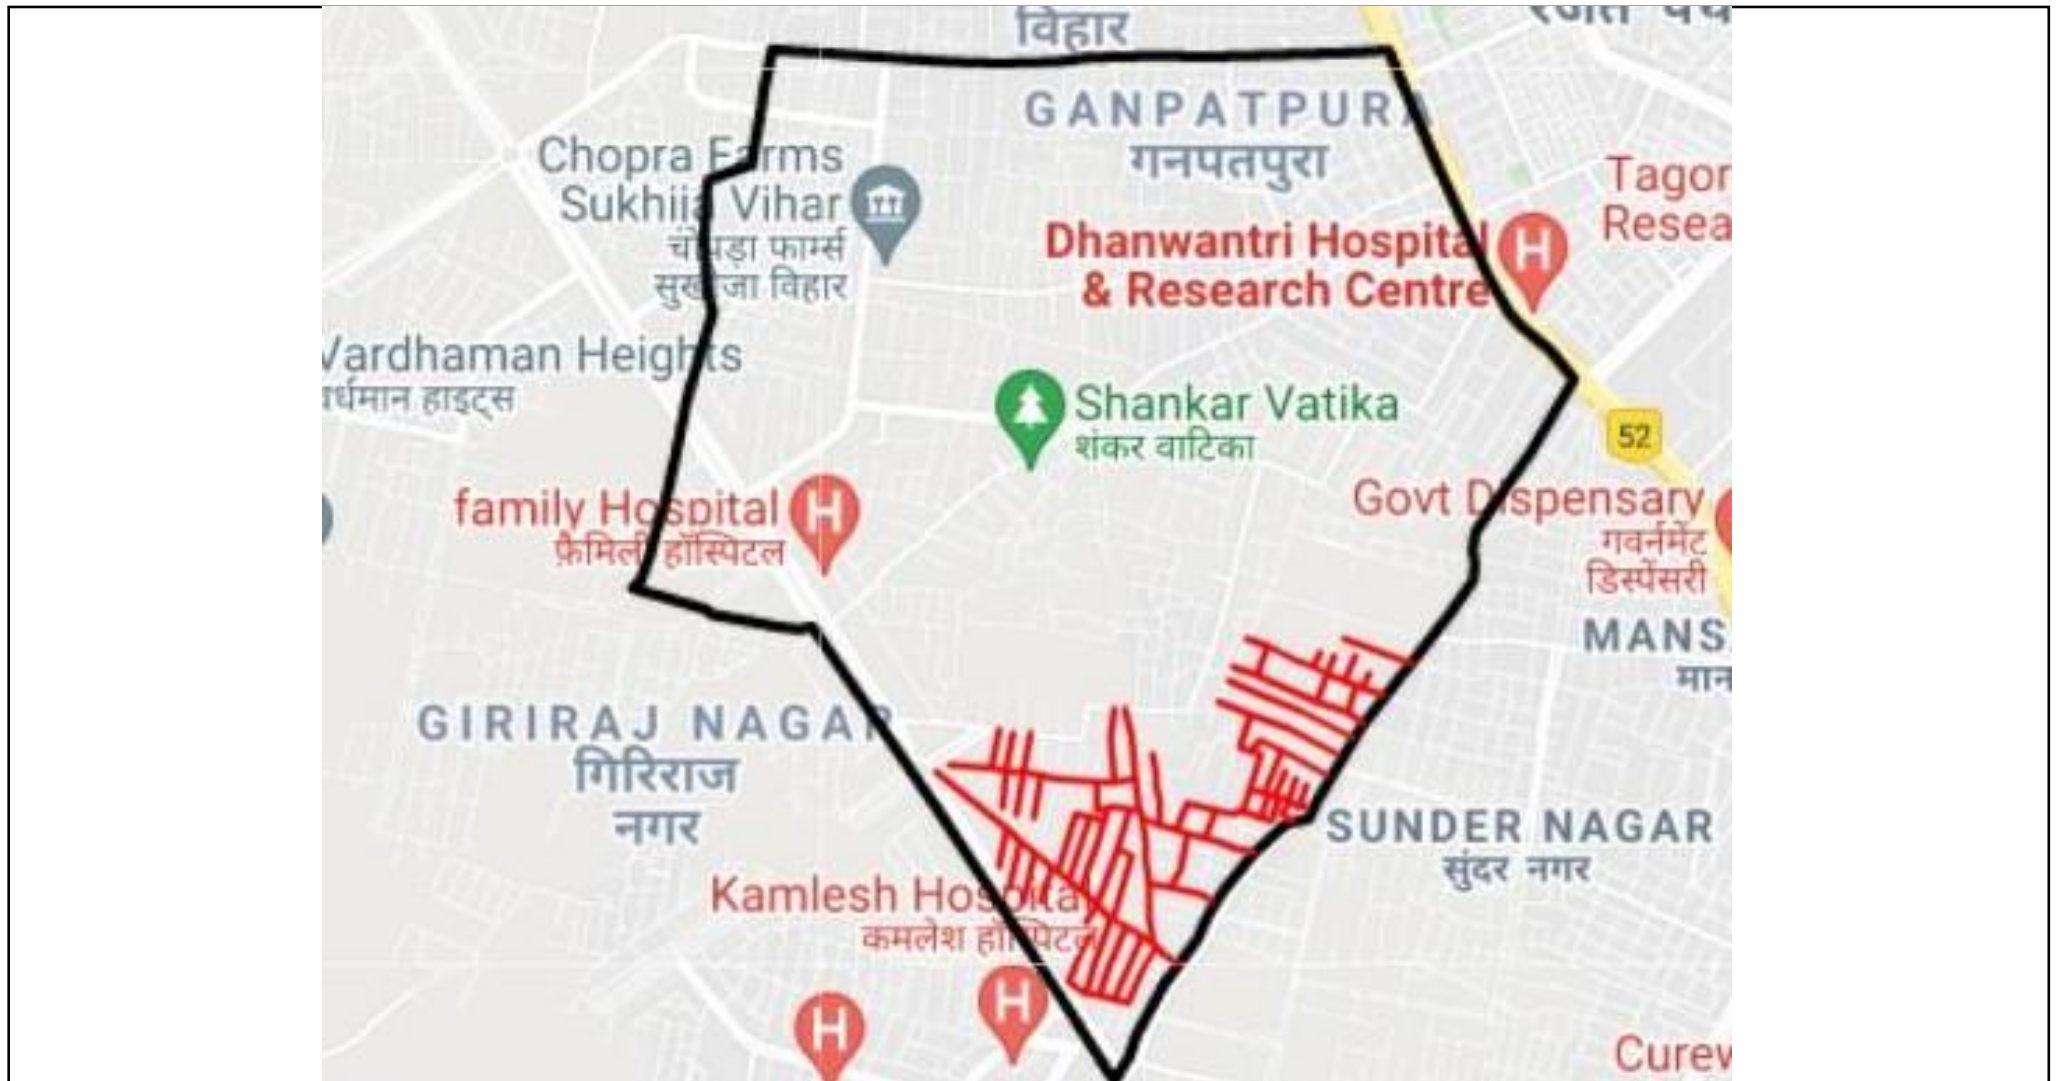 विहार
GANPATPURA
गनपतपुरा
Chopra Farms
Sukhija Vihar
चोपड़ा फार्म्स
सुखीजा विहार
Tagor
Resea
Dhanwantri Hospital
& Research Centre
Vardhaman Heights
वर्धमान हाइट्स
Shankar Vatika
शंकर वाटिका
52
family Hospital
फ़ैमिली हॉस्पिटल
H
Govt Dispensary
गवर्नमेंट
डिस्पेंसरी
MANS
मान
GIRIRAJ NAGAR
गिरिराज
नगर
SUNDER NAGAR
सुंदर नगर
Kamlesh Hospital
कमलेश हॉस्पिटल
H
H
H
Curev